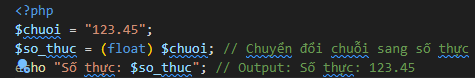 <?php
$chuoi = "123.45";
$so_thuc = (float) $chuoi; // Chuyển đổi chuỗi sang số thực
echo "Số thực: $so_thuc"; // Output: Số thực: 123.45